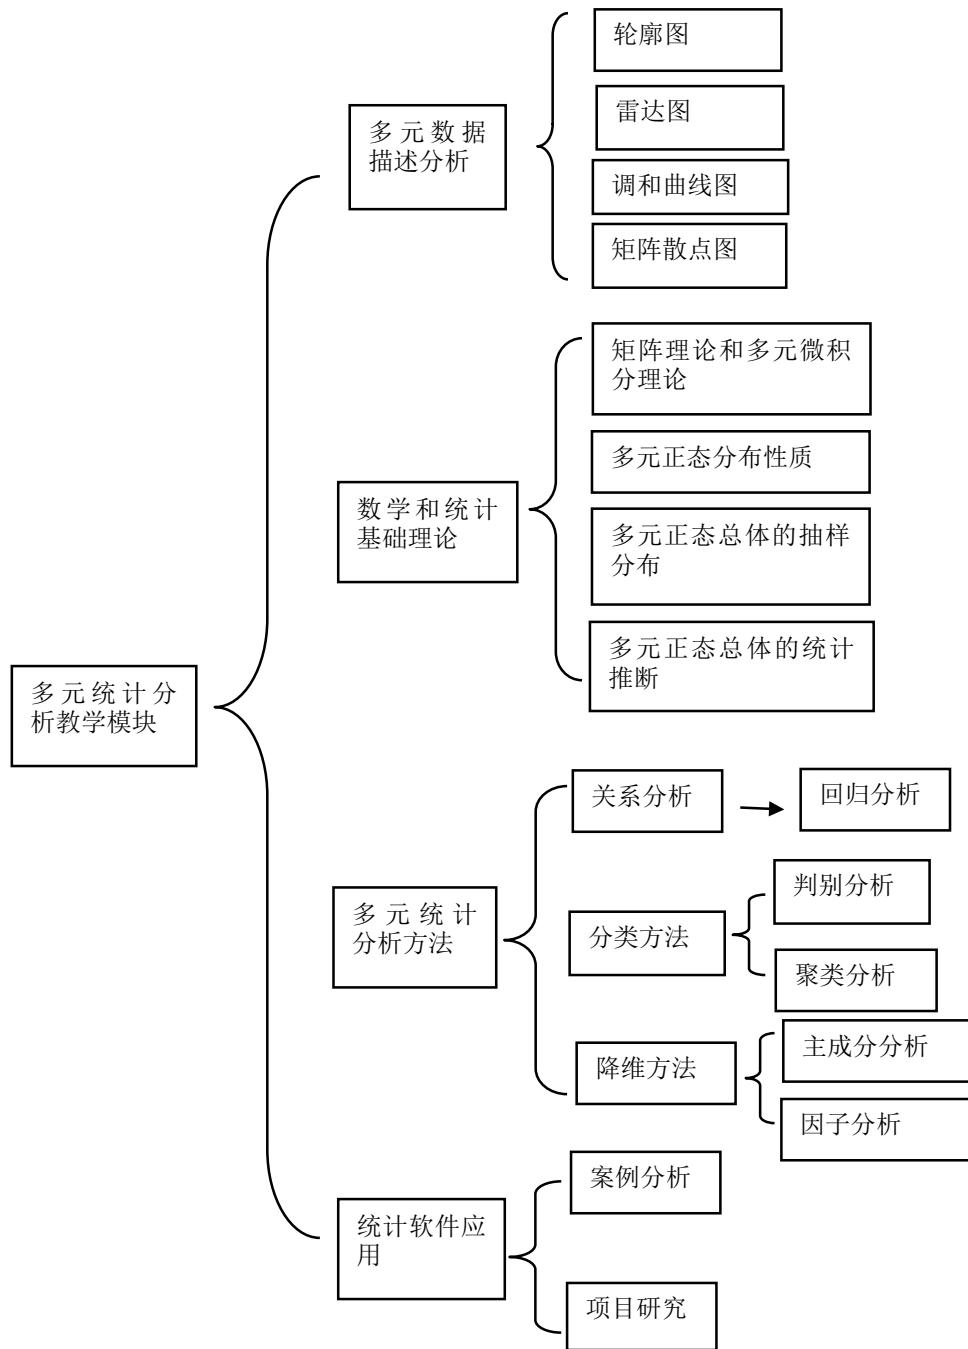 轮廓图
雷达图
多元数据
描述分析
调和曲线图
矩阵散点图
矩阵理论和多元微积
分理论
多元正态分布性质
数学和统计
基础理论
多元正态总体的抽样
分布
多元正态总体的统计
推断
多元统计分
析教学模块
关系分析
回归分析
判别分析
多元统计
分析方法
分类方法
聚类分析
降维方法
主成分分析
因子分析
案例分析
统计软件应
用
项目研究